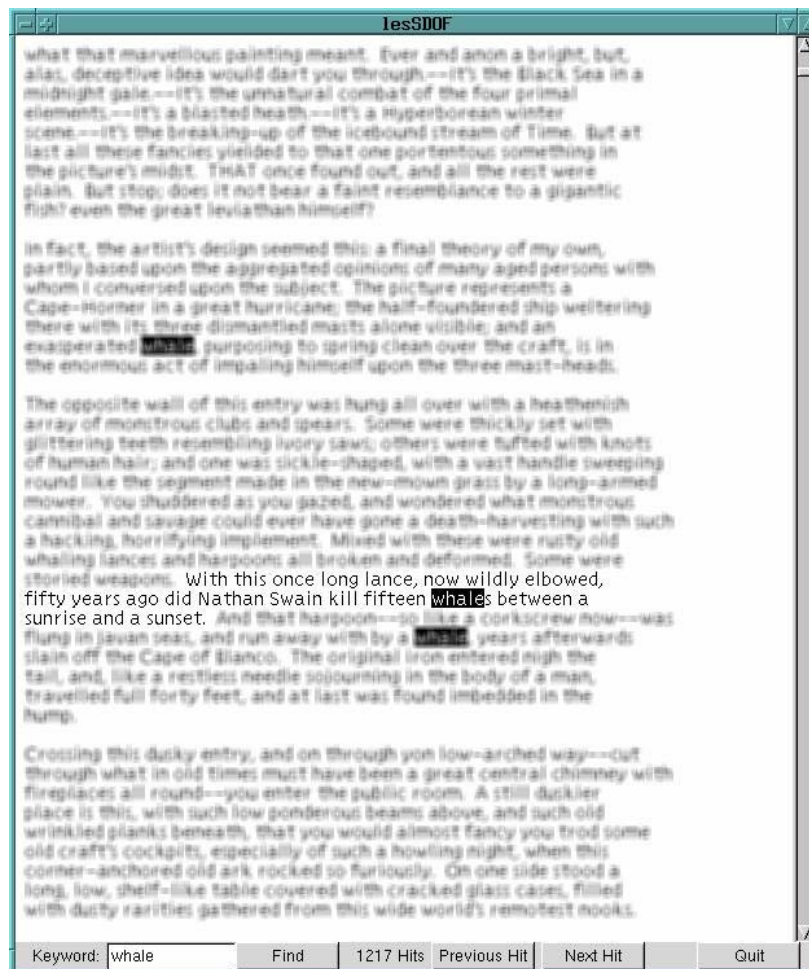 lesSDOF
what that marvellous painting meant.  Ever and anon a bright, but,
alas, deceptive idea would dart you through.--It's the Black Sea in a
midnight gale.--It's the unnatural combat of the four primal
elements.--It's a blasted heath.--It's a Hyperborean winter
scene.--It's the breaking-up of the icebound stream of Time.  But at
last all these fancies yielded to that one portentous something in
the picture's midst.  THAT once found out, and all the rest were
plain.  But stop; does it not bear a faint resemblance to a gigantic
fish? even the great leviathan himself?
In fact, the artist's design seemed this: a final theory of my own,
partly based upon the aggregated opinions of many aged persons with
whom I conversed upon the subject.  The picture represents a
Cape-Horner in a great hurricane; the half-foundered ship weltering
there with its three dismantled masts alone visible; and an
exasperated whale, purposing to spring clean over the craft, is in
the enormous act of impaling himself upon the three mast-heads.
The opposite wall of this entry was hung all over with a heathenish
array of monstrous clubs and spears.  Some were thickly set with
glittering teeth resembling ivory saws; others were tufted with knots
of human hair; and one was sickle-shaped, with a vast handle sweeping
round like the segment made in the new-mown grass by a long-armed
mower.  You shuddered as you gazed, and wondered what monstrous
cannibal and savage could ever have gone a death-harvesting with such
a hacking, horrifying implement.  Mixed with these were rusty old
whaling lances and harpoons all broken and deformed.  Some were
storied weapons.  With this once long lance, now wildly elbowed,
fifty years ago did Nathan Swain kill fifteen whales between a
sunrise and a sunset.  And that harpoon--so like a corkscrew now--was
flung in Javan seas, and run away with by a whale, years afterwards
slain off the Cape of Blanco.  The original iron entered nigh the
tail, and, like a restless needle sojourning in the body of a man,
travelled full forty feet, and at last was found imbedded in the
hump.
Crossing this dusky entry, and on through yon low-arched way--cut
through what in old times must have been a great central chimney with
fireplaces all round--you enter the public room.  A still duskier
place is this, with such low ponderous beams above, and such old
wrinkled planks beneath, that you would almost fancy you trod some
old craft's cockpits, especially of such a howling night, when this
corner-anchored old ark rocked so furiously.  On one side stood a
long, low, shelf-like table covered with cracked glass cases, filled
with dusty rarities gathered from this wide world's remotest nooks.
Keyword: whale Find 1217 Hits Previous Hit Next Hit Quit